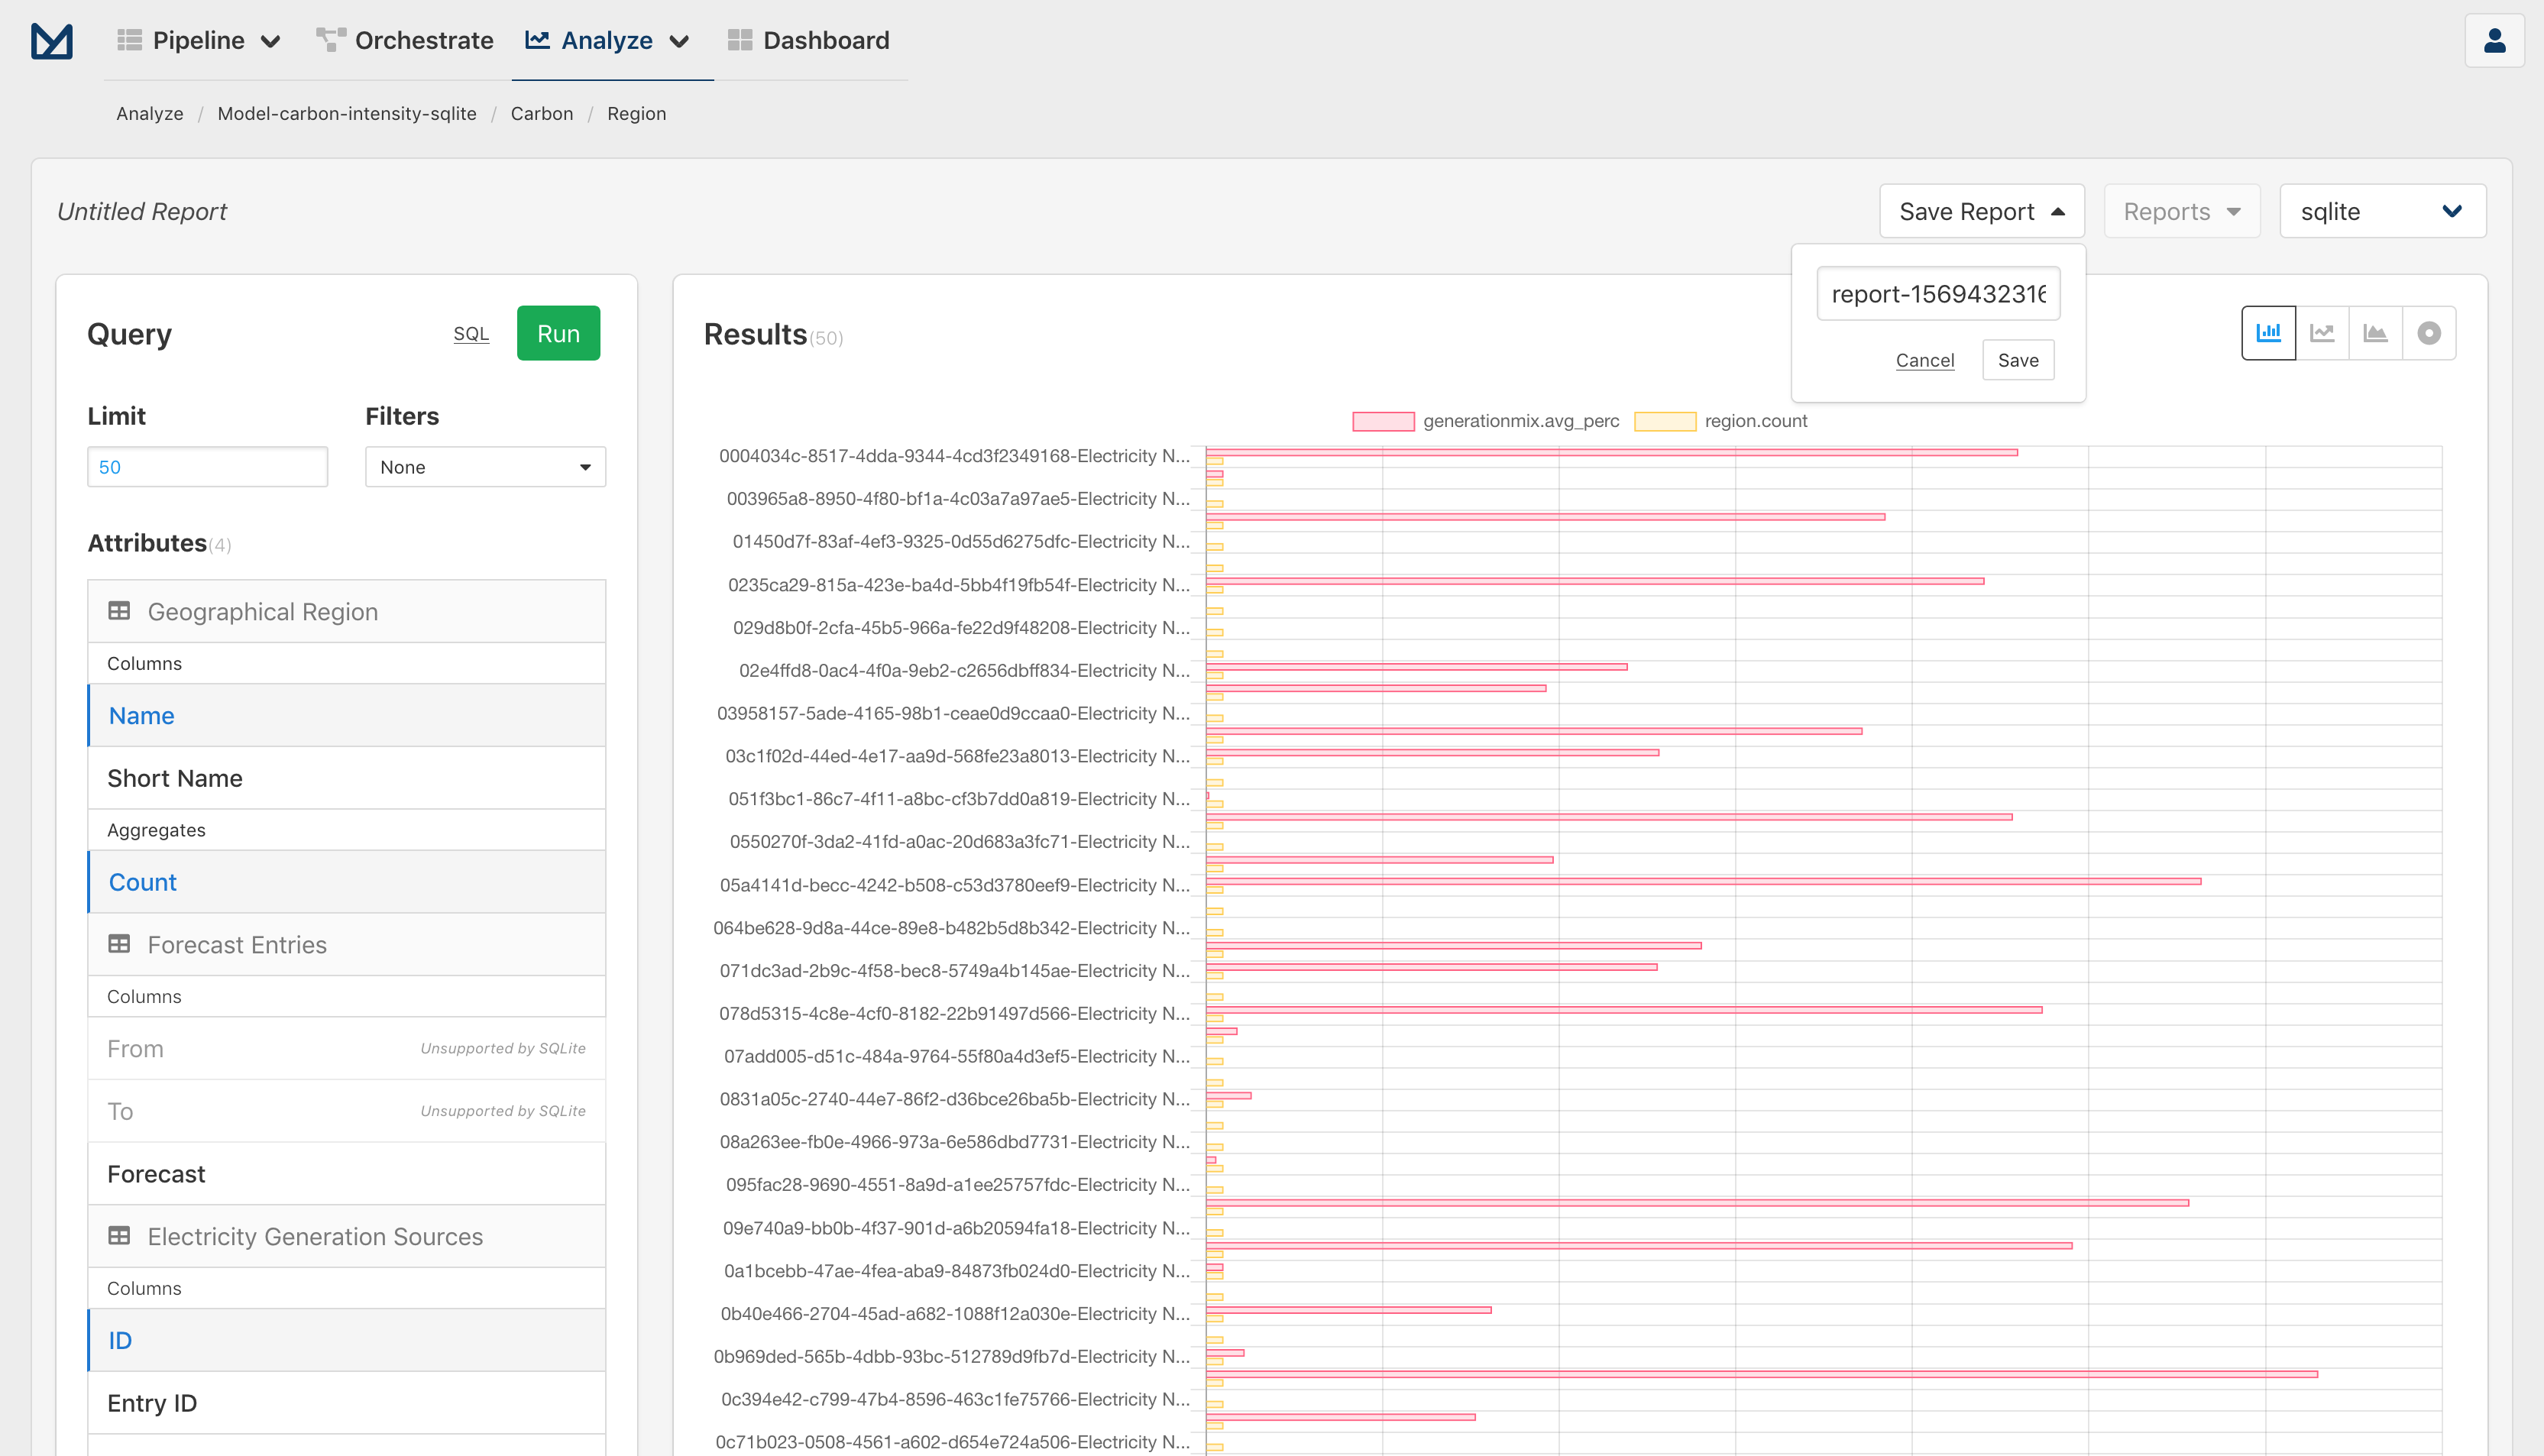 Pipeline Orchestrate Analyze Dashboard
Analyze / Model-carbon-intensity-sqlite / Carbon / Region
Untitled Report
Save Report Reports sqlite
report-1569432316
Cancel Save
Query SQL Run
Limit Filters
50 None
Attributes(4)
Geographical Region
Columns
Name
Short Name
Aggregates
Count
Forecast Entries
Columns
From Unsupported by SQLite
To Unsupported by SQLite
Forecast
Electricity Generation Sources
Columns
ID
Entry ID
Results(50)
generationmix.avg_perc region.count
0004034c-8517-4dda-9344-4cd3f2349168-Electricity N...
003965a8-8950-4f80-bf1a-4c03a7a97ae5-Electricity N...
01450d7f-83af-4ef3-9325-0d55d6275dfc-Electricity N...
0235ca29-815a-423e-ba4d-5bb4f19fb54f-Electricity N...
029d8b0f-2cfa-45b5-966a-fe22d9f48208-Electricity N...
02e4ffd8-0ac4-4f0a-9eb2-c2656dbff834-Electricity N...
03958157-5ade-4165-98b1-ceae0d9ccaa0-Electricity N...
03c1f02d-44ed-4e17-aa9d-568fe23a8013-Electricity N...
051f3bc1-86c7-4f11-a8bc-cf3b7dd0a819-Electricity N...
0550270f-3da2-41fd-a0ac-20d683a3fc71-Electricity N...
05a4141d-becc-4242-b508-c53d3780eef9-Electricity N...
064be628-9d8a-44ce-89e8-b482b5d8b342-Electricity N...
071dc3ad-2b9c-4f58-bec8-5749a4b145ae-Electricity N...
078d5315-4c8e-4cf0-8182-22b91497d566-Electricity N...
07add005-d51c-484a-9764-55f80a4d3ef5-Electricity N...
0831a05c-2740-44e7-86f2-d36bce26ba5b-Electricity N...
08a263ee-fb0e-4966-973a-6e586dbd7731-Electricity N...
095fac28-9690-4551-8a9d-a1ee25757fdc-Electricity N...
09e740a9-bb0b-4f37-901d-a6b20594fa18-Electricity N...
0a1bcebb-47ae-4fea-aba9-84873fb024d0-Electricity N...
0b40e466-2704-45ad-a682-1088f12a030e-Electricity N...
0b969ded-565b-4dbb-93bc-512789d9fb7d-Electricity N...
0c394e42-c799-47b4-8596-463c1fe75766-Electricity N...
0c71b023-0508-4561-a602-d654e724a506-Electricity N...